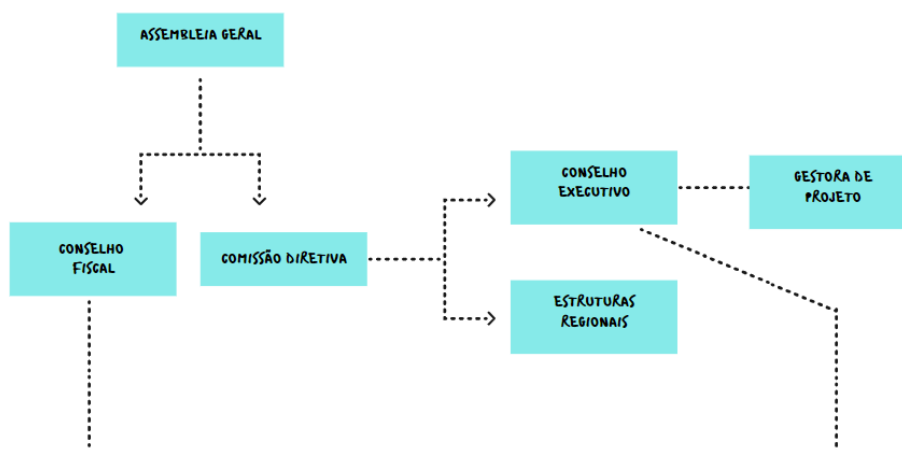 ASSEMBLEIA GERAL
CONSELHO
EXECUTIVO
GESTORA DE
PROJETO
CONSELHO
FISCAL
COMISSÃO DIRETIVA
ESTRUTURAS
REGIONAIS